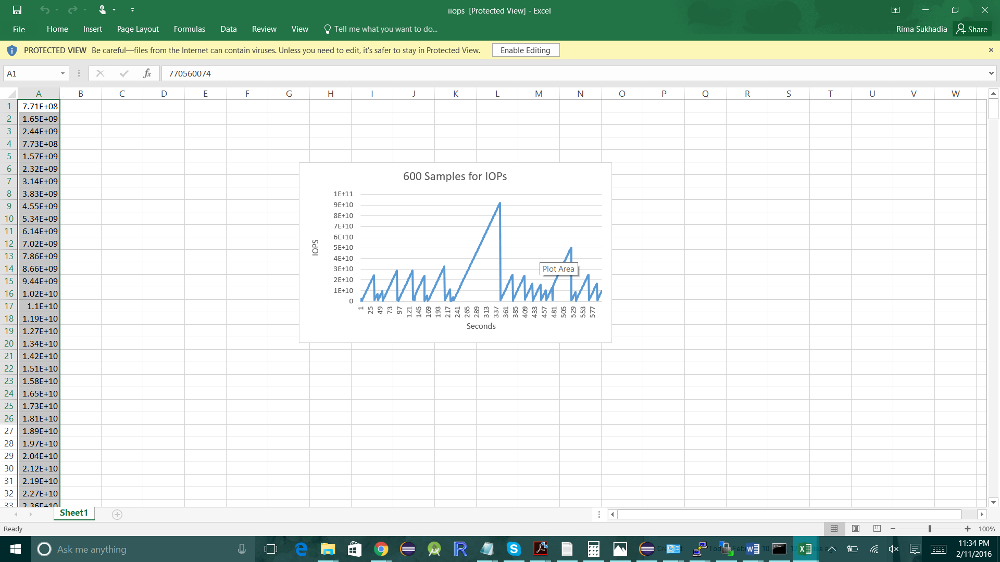 iiops [Protected View] - Excel
File Home Insert Page Layout Formulas Data Review View Tell me what you want to do... Rima Sukhadia Share
PROTECTED VIEW Be careful—files from the Internet can contain viruses. Unless you need to edit, it's safer to stay in Protected View. Enable Editing
A1 fx 770560074
A B C D E F G H I J K L M N O P Q R S T U V W
1 7.71E+08
2 1.65E+09
3 2.44E+09
4 7.73E+08
5 1.57E+09
6 2.32E+09
7 3.14E+09
8 3.83E+09
9 4.55E+09
10 5.34E+09
11 6.14E+09
12 7.02E+09
13 7.86E+09
14 8.66E+09
15 9.44E+09
16 1.02E+10
17 1.1E+10
18 1.19E+10
19 1.27E+10
20 1.34E+10
21 1.42E+10
22 1.51E+10
23 1.58E+10
24 1.65E+10
25 1.73E+10
26 1.81E+10
27 1.89E+10
28 1.97E+10
29 2.04E+10
30 2.12E+10
31 2.19E+10
32 2.27E+10
33 2.36E+10
600 Samples for IOPs
1E+11
9E+10
8E+10
7E+10
6E+10
5E+10
4E+10
3E+10
2E+10
1E+10
0
IOPS
Plot Area
1 25 49 73 97 121 145 169 193 217 241 265 289 313 337 361 385 409 433 457 481 505 529 553 577
Seconds
Sheet1
Ready 100%
Ask me anything
11:34 PM
2/11/2016